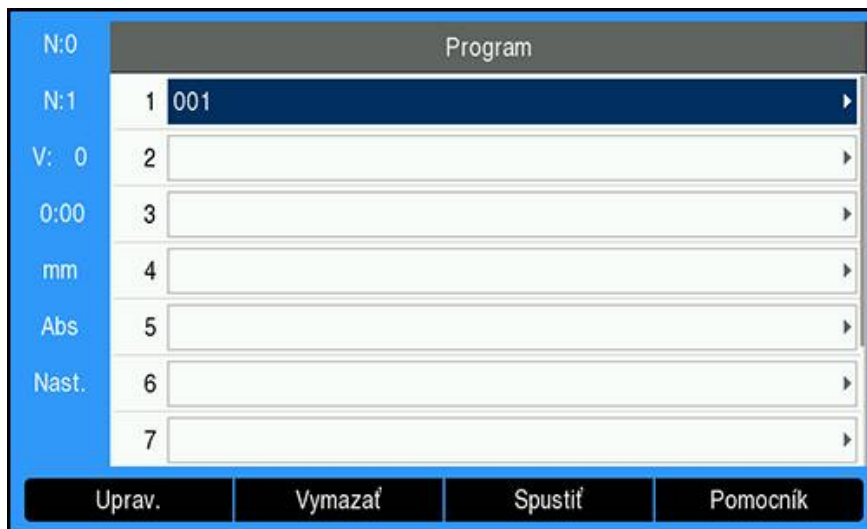 N:0
Program
N:1
1 001
V: 0
2
0:00
3
mm
4
Abs
5
Nast.
6
7
Uprav. Vymazať Spustiť Pomocník